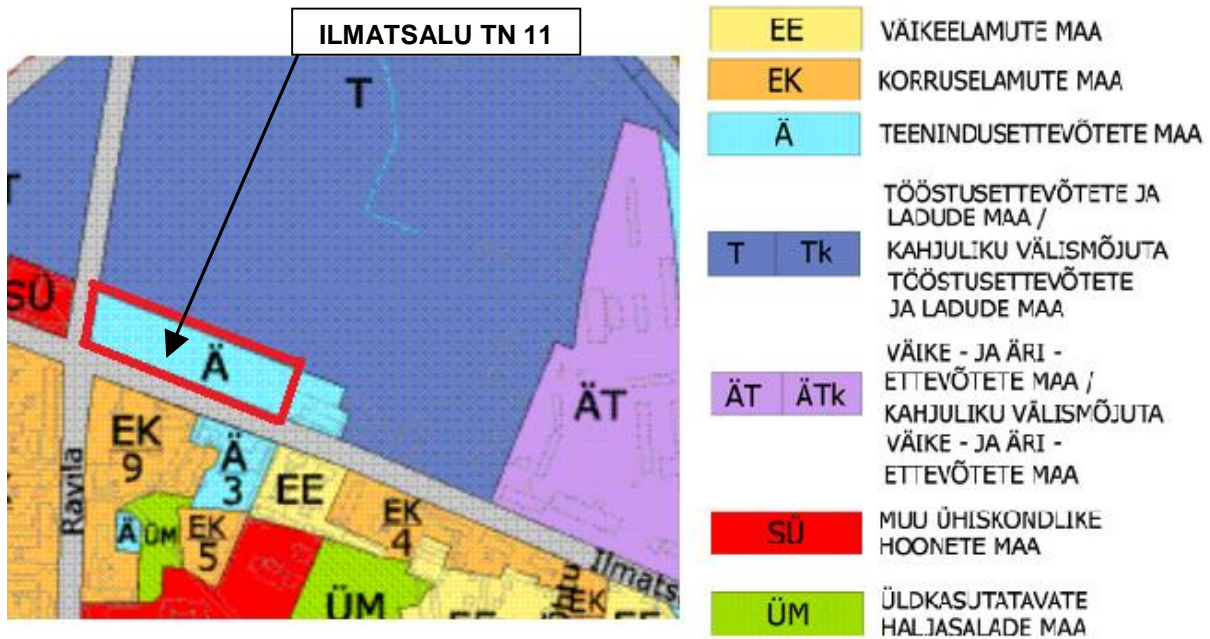 ILMATSALU TN 11
T
T
SÜ
Ä
ÄT
EK
9
Ä
3
EE
EK
4
Ravila
Ä
ÜM
EK
5
ÜM
EK
EE
EE
EE VÄIKEELAMUTE MAA
EK KORRUSELAMUTE MAA
Ä TEENINDUSETTEVÕTETE MAA
TÖÖSTUSETTEVÕTETE JA
LADUDE MAA /
T Tk KAHJULIKU VÄLISMÕJUTA
TÖÖSTUSETTEVÕTETE
JA LADUDE MAA
VÄIKE - JA ÄRI -
ETTEVÕTETE MAA /
ÄT ÄTk KAHJULIKU VÄLISMÕJUTA
VÄIKE - JA ÄRI -
ETTEVÕTETE MAA
SÜ MUU ÜHISKONDLIKE
HOONETE MAA
ÜM ÜLDKASUTATAVATE
HALJASALADE MAA